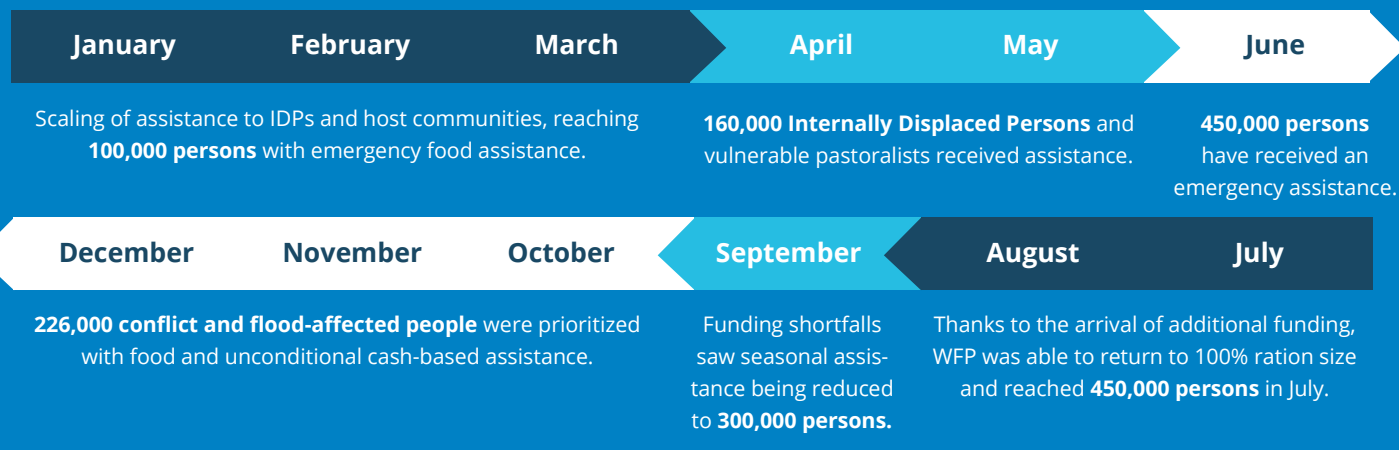 January February March April May June
Scaling of assistance to IDPs and host communities, reaching
100,000 persons with emergency food assistance.
160,000 Internally Displaced Persons and
vulnerable pastoralists received assistance.
450,000 persons
have received an
emergency assistance.
December November October September August July
226,000 conflict and flood-affected people were prioritized
with food and unconditional cash-based assistance.
Funding shortfalls
saw seasonal assis-
tance being reduced
to 300,000 persons.
Thanks to the arrival of additional funding,
WFP was able to return to 100% ration size
and reached 450,000 persons in July.